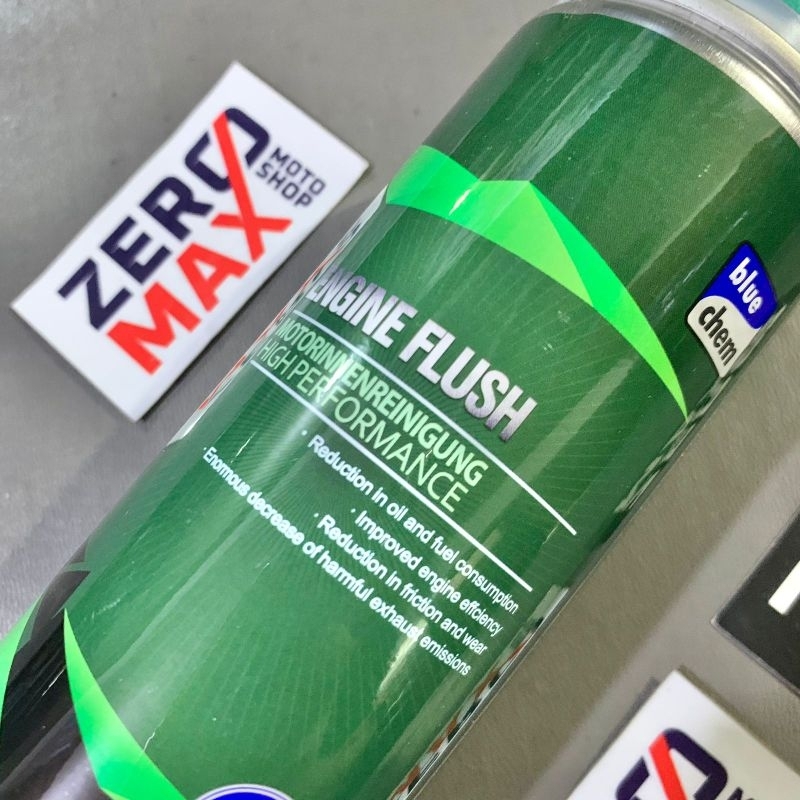 ZERO
MAX
MOTO
SHOP
blue
chem
ENGINE FLUSH
MOTORINNENREINIGUNG
HIGH PERFORMANCE
· Reduction in oil and fuel consumption
· Improved engine effciency
· Reduction in friction and wear
· Enormous decrease of harmful exhaust emissions